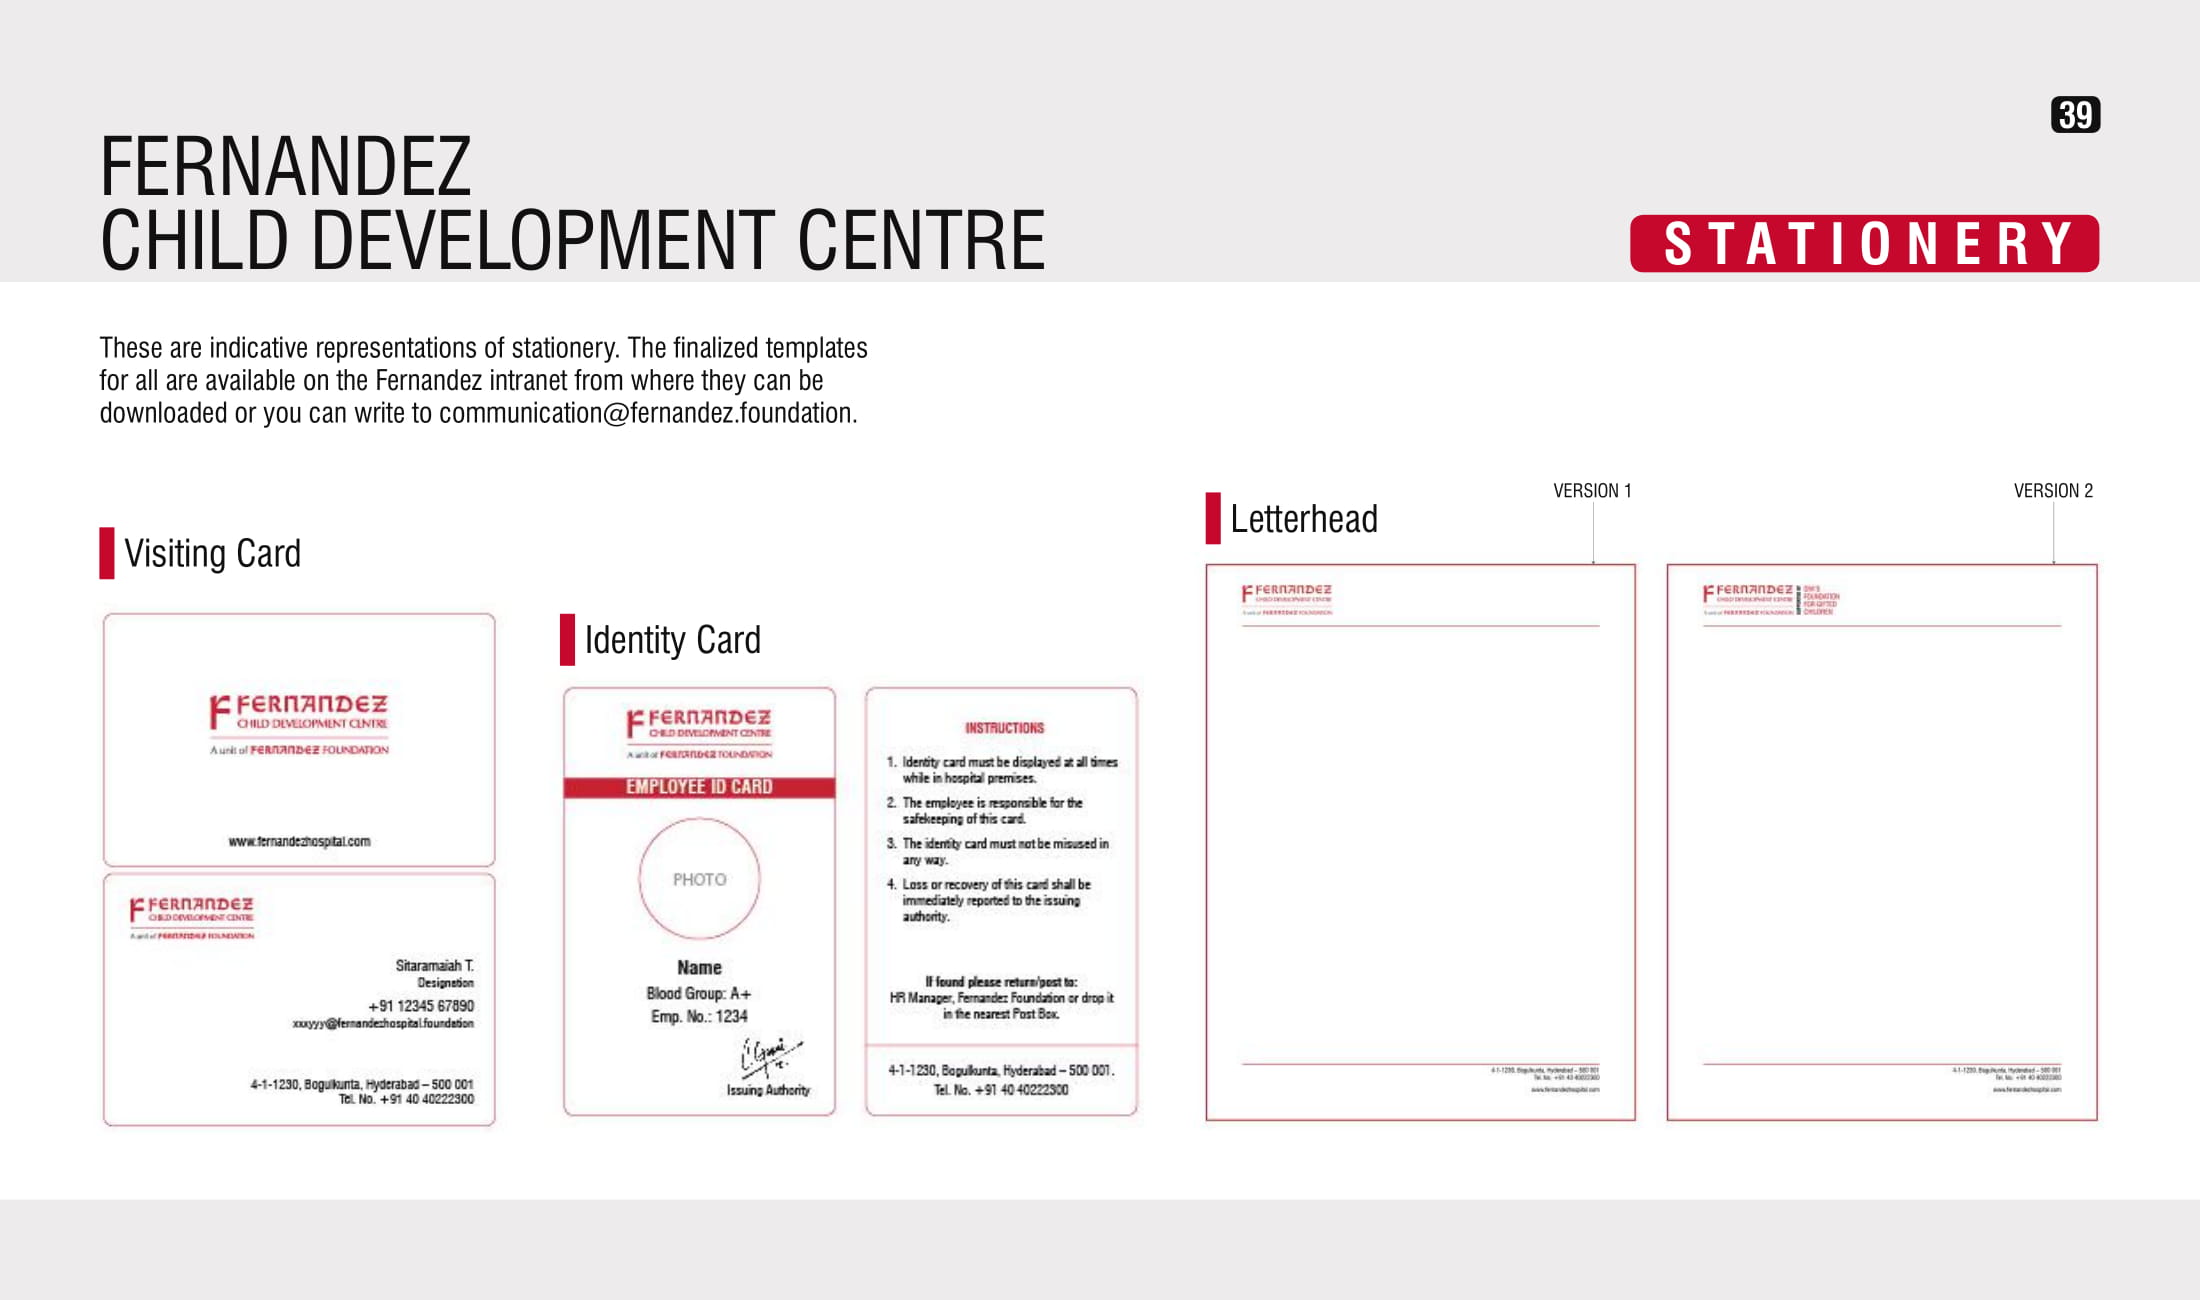 39
FERNANDEZ
CHILD DEVELOPMENT CENTRE
STATIONERY
These are indicative representations of stationery. The finalized templates
for all are available on the Fernandez intranet from where they can be
downloaded or you can write to communication@fernandez.foundation.
Visiting Card
FERNANDEZ
CHILD DEVELOPMENT CENTRE
A unit of FERNANDEZ FOUNDATION
www.fernandezhospital.com
FERNANDEZ
CHILD DEVELOPMENT CENTRE
A unit of FERNANDEZ FOUNDATION
Sitaramaiah T.
Designation
+91 12345 67890
xxxyyy@fernandezhospital.foundation
4-1-1230, Bogulkunta, Hyderabad – 500 001
Tel. No. +91 40 40222300
Identity Card
FERNANDEZ
CHILD DEVELOPMENT CENTRE
A unit of FERNANDEZ FOUNDATION
EMPLOYEE ID CARD
PHOTO
Name
Blood Group: A+
Emp. No.: 1234
Issuing Authority
INSTRUCTIONS
1. Identity card must be displayed at all times
while in hospital premises.
2. The employee is responsible for the
safekeeping of this card.
3. The identity card must not be misused in
any way.
4. Loss or recovery of this card shall be
immediately reported to the issuing
authority.
If found please return/post to:
HR Manager, Fernandez Foundation or drop it
in the nearest Post Box.
4-1-1230, Bogulkunta, Hyderabad – 500 001.
Tel. No. +91 40 40222300
Letterhead
VERSION 1
FERNANDEZ
CHILD DEVELOPMENT CENTRE
A unit of FERNANDEZ FOUNDATION
4-1-1230, Bogulkunta, Hyderabad – 500 001
Tel. No. +91 40 40222300
www.fernandezhospital.com
VERSION 2
FERNANDEZ
CHILD DEVELOPMENT CENTRE
A unit of FERNANDEZ FOUNDATION
SUPPORTED BY
FOUNDATION
FOR GIFTED
CHILDREN
4-1-1230, Bogulkunta, Hyderabad – 500 001
Tel. No. +91 40 40222300
www.fernandezhospital.com